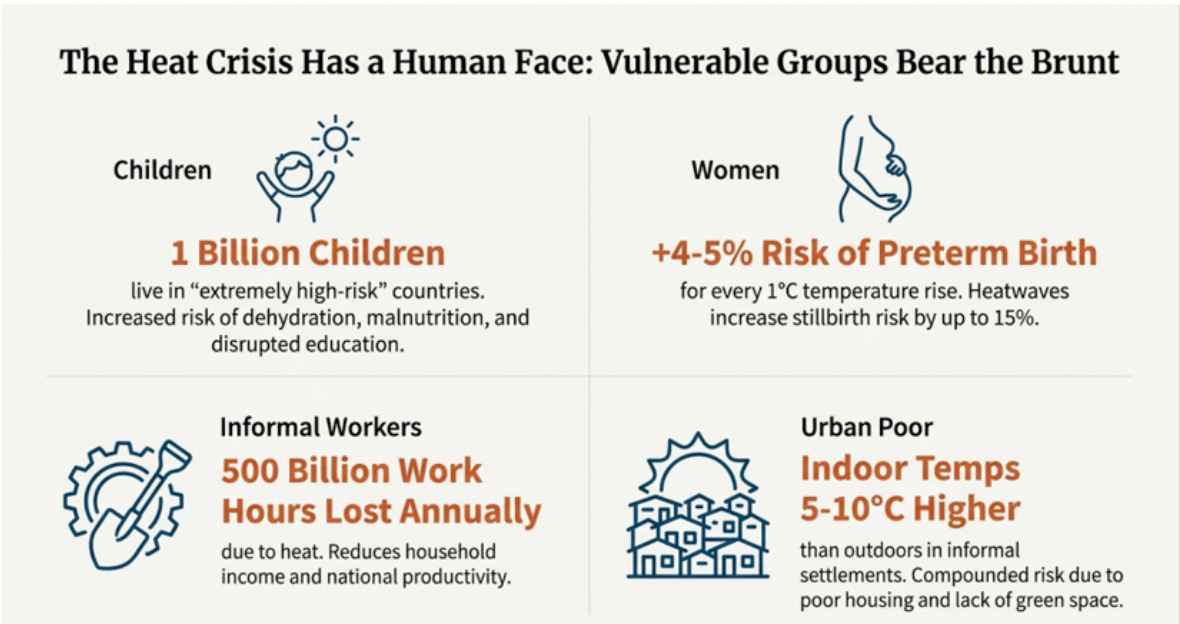 The Heat Crisis Has a Human Face: Vulnerable Groups Bear the Brunt
Children
1 Billion Children
live in “extremely high-risk” countries.
Increased risk of dehydration, malnutrition, and
disrupted education.
Women
+4-5% Risk of Preterm Birth
for every 1°C temperature rise. Heatwaves
increase stillbirth risk by up to 15%.
Informal Workers
500 Billion Work
Hours Lost Annually
due to heat. Reduces household
income and national productivity.
Urban Poor
Indoor Temps
5-10°C Higher
than outdoors in informal
settlements. Compounded risk due to
poor housing and lack of green space.